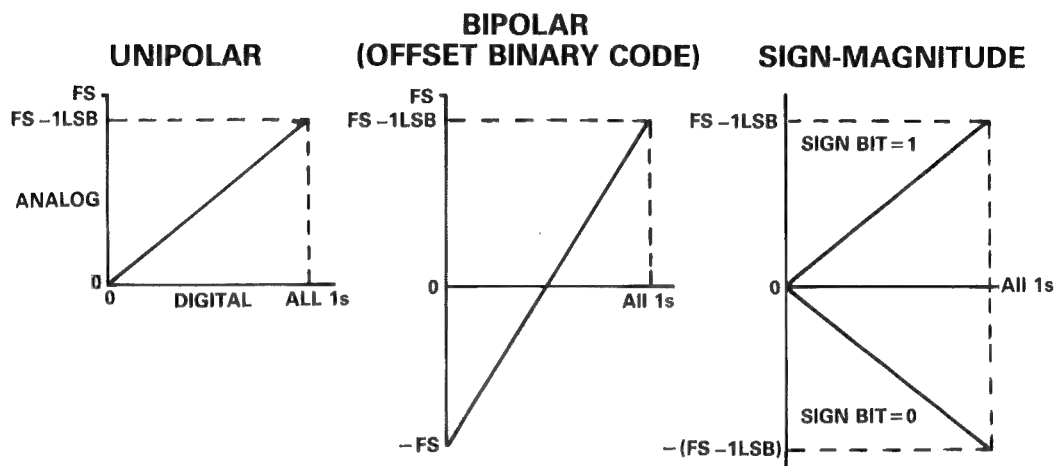 UNIPOLAR
FS
FS –1LSB
ANALOG
0
0
DIGITAL
ALL 1s
BIPOLAR
(OFFSET BINARY CODE)
FS
FS –1LSB
0
All 1s
–FS
SIGN-MAGNITUDE
FS –1LSB
SIGN BIT = 1
0
All 1s
SIGN BIT = 0
–(FS –1LSB)